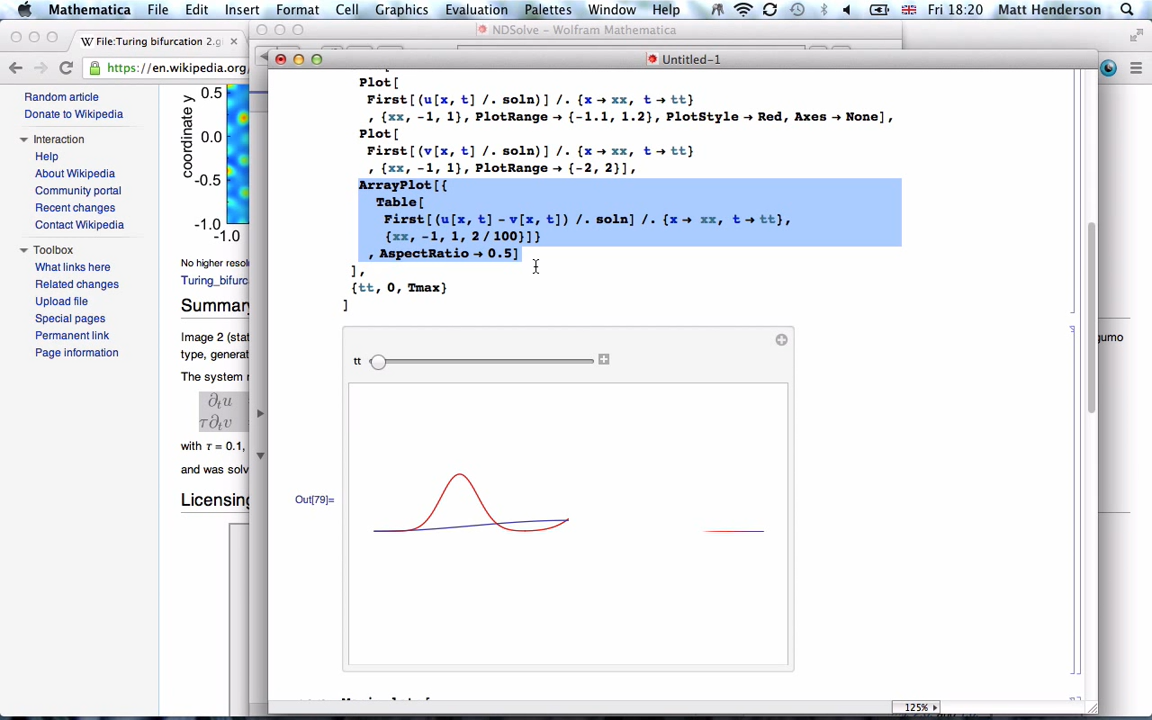 Mathematica File Edit Insert Format Cell Graphics Evaluation Palettes Window Help Fri 18:20 Matt Henderson
File:Turing bifurcation 2.g
NDSolve - Wolfram Mathematica
https://en.wikipedia.org/
Untitled-1
Random article
Donate to Wikipedia
Interaction
Help
About Wikipedia
Community portal
Recent changes
Contact Wikipedia
Toolbox
What links here
Related changes
Upload file
Special pages
Permanent link
Page information
coordinate y
0.5
0.0
-0.5
-1.0
-1.0
No higher resol
Turing_bifurc
Summar
Image 2 (stat
type, generat
The system r
∂ₜu
τ∂ₜv
with τ = 0.1,
and was solv
Licensing
gumo
Plot[
First[(u[x, t] /. soln)] /. {x → xx, t → tt}
, {xx, -1, 1}, PlotRange → {-1.1, 1.2}, PlotStyle → Red, Axes → None],
Plot[
First[(v[x, t] /. soln)] /. {x → xx, t → tt}
, {xx, -1, 1}, PlotRange → {-2, 2}],
ArrayPlot[{
Table[
First[(u[x, t] - v[x, t]) /. soln] /. {x → xx, t → tt},
{xx, -1, 1, 2 / 100}]}
, AspectRatio → 0.5]
],
{tt, 0, Tmax}
]
tt
Out[79]=
125%